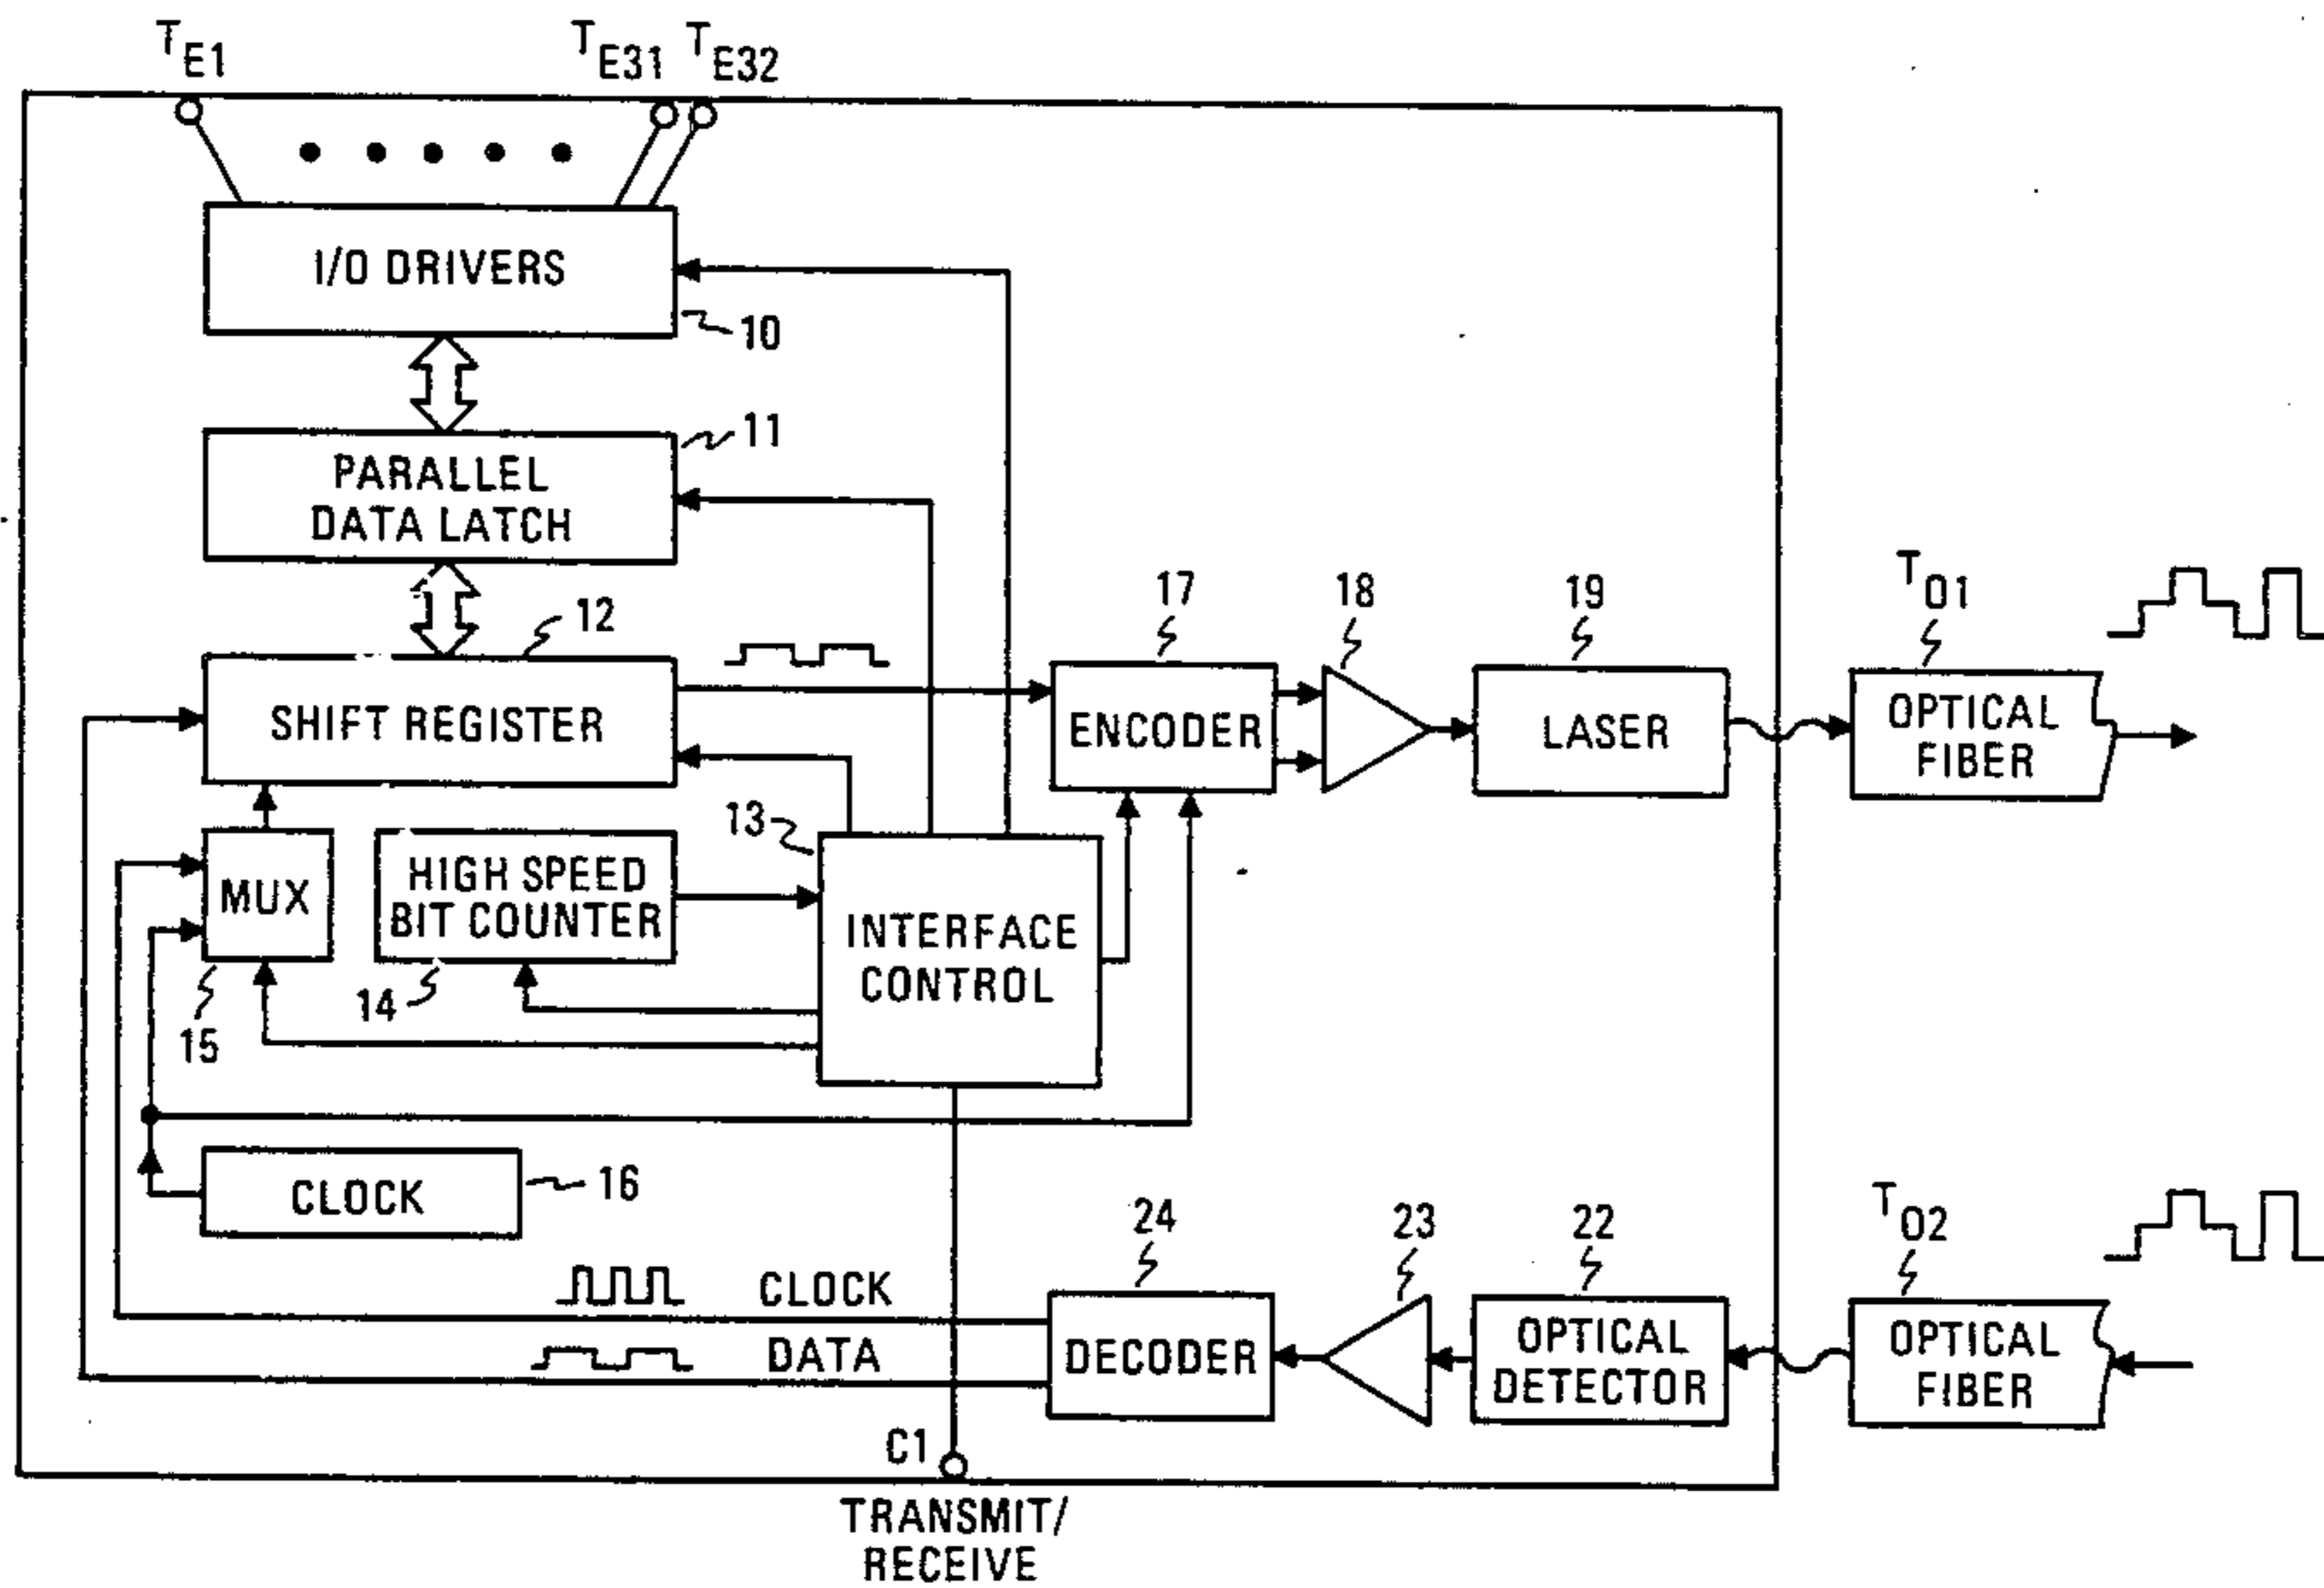 TE1
TE31 TE32
I/O DRIVERS
10
11
PARALLEL
DATA LATCH
12
SHIFT REGISTER
17
18
19
TO1
ENCODER
LASER
OPTICAL
FIBER
13
MUX
HIGH SPEED
BIT COUNTER
INTERFACE
CONTROL
14
15
CLOCK
16
24
23
22
TO2
CLOCK
DATA
DECODER
OPTICAL
DETECTOR
OPTICAL
FIBER
C1
TRANSMIT/
RECEIVE